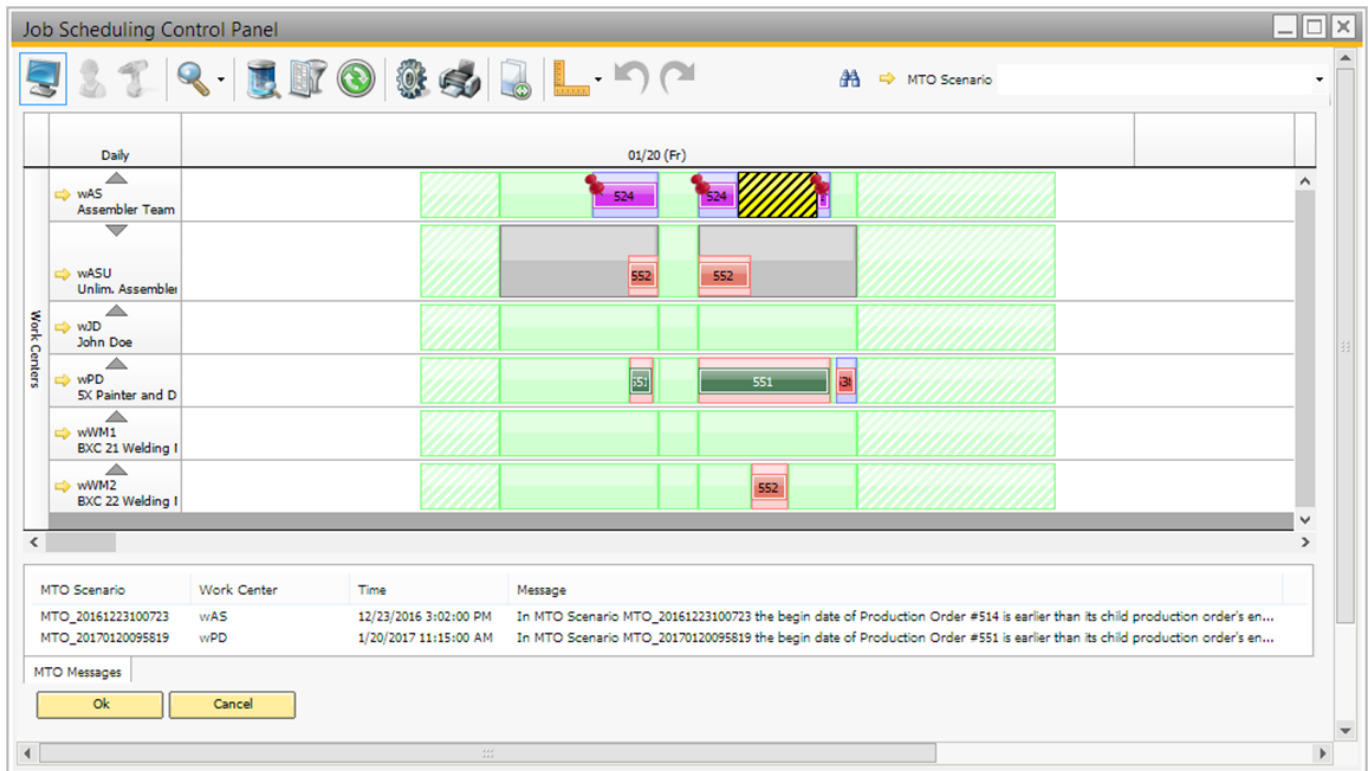 Job Scheduling Control Panel
MTO Scenario
Daily
01/20 (Fr)
Work Centers
wAS
Assembler Team
524
524
wASU
Unlim. Assembler
552
552
wJD
John Doe
wPD
5X Painter and D
551
551
wWM1
BXC 21 Welding
wWM2
BXC 22 Welding
552
MTO Scenario Work Center Time Message
MTO_20161223100723 wAS 12/23/2016 3:02:00 PM In MTO Scenario MTO_20161223100723 the begin date of Production Order #514 is earlier than its child production order's en...
MTO_20170120095819 wPD 1/20/2017 11:15:00 AM In MTO Scenario MTO_20170120095819 the begin date of Production Order #551 is earlier than its child production order's en...
MTO Messages
Ok Cancel